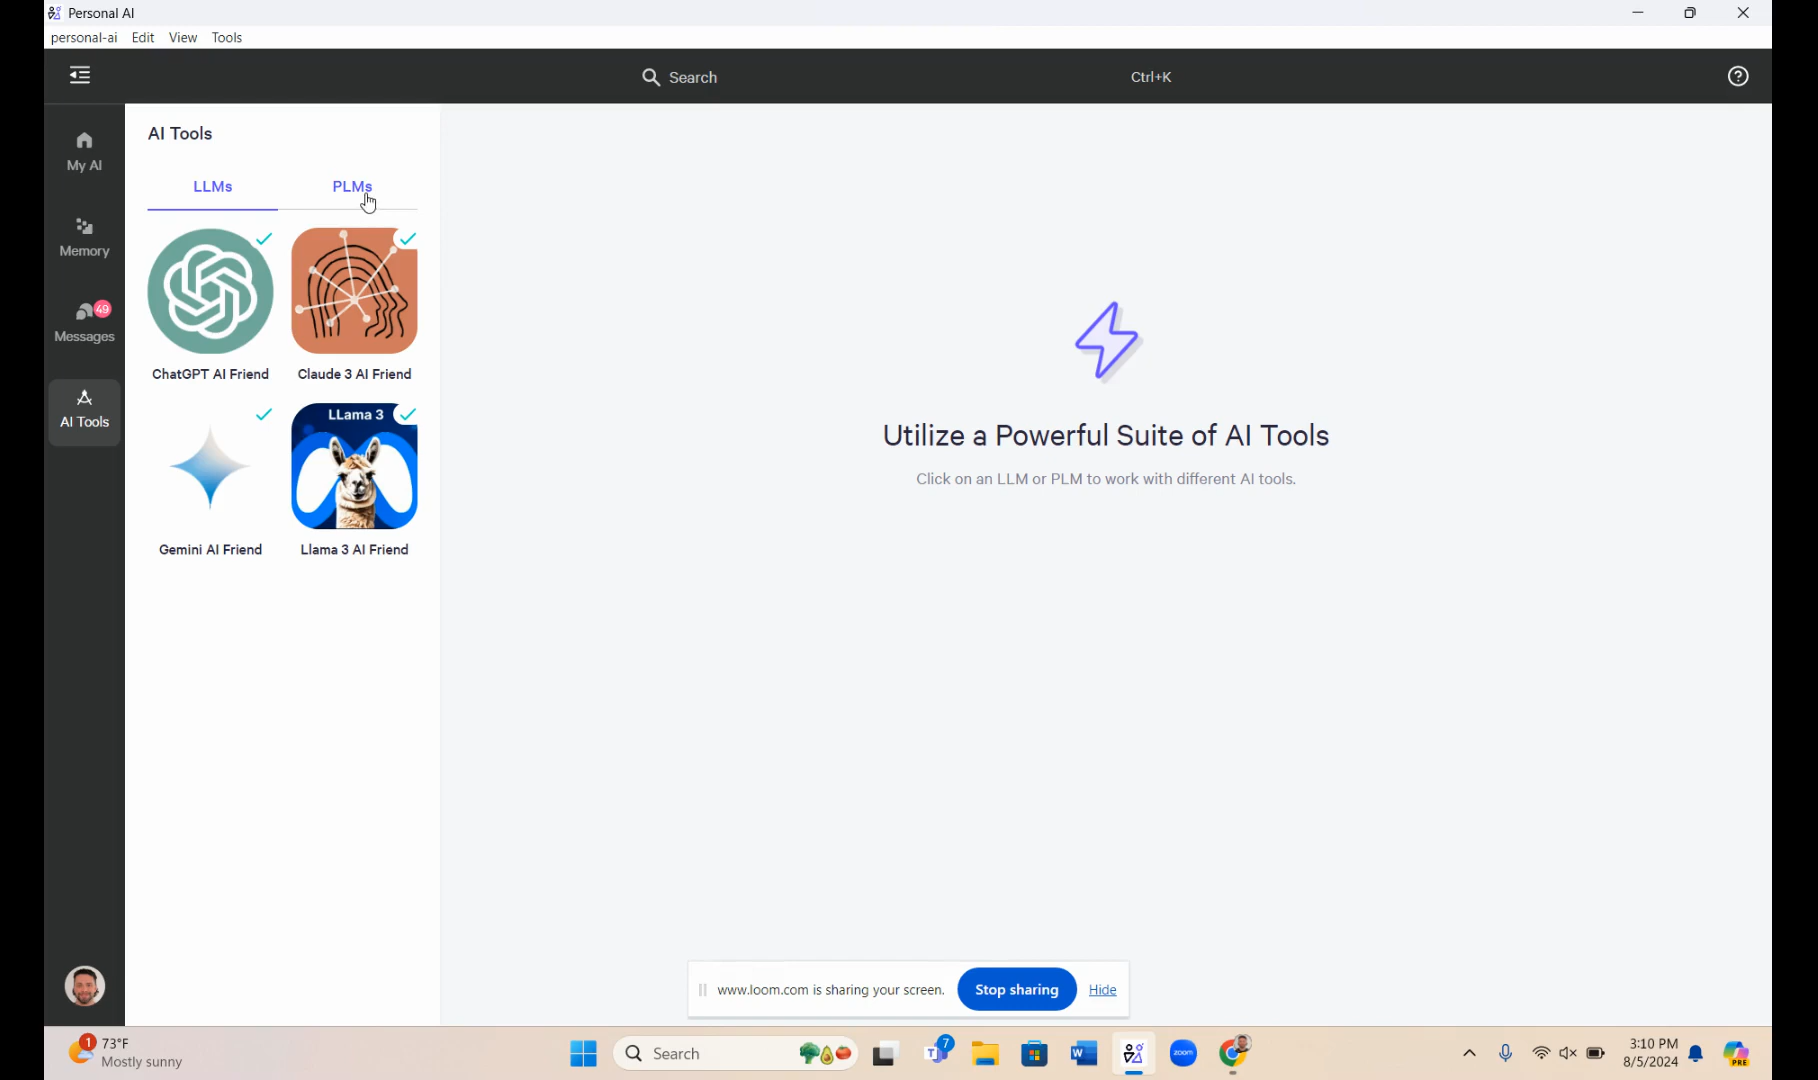 Personal AI
personal-ai Edit View Tools
Search Ctrl+K
My AI
Memory
49
Messages
AI Tools
AI Tools
LLMs PLMs
ChatGPT AI Friend Claude 3 AI Friend
LLama 3
Gemini AI Friend Llama 3 AI Friend
Utilize a Powerful Suite of AI Tools
Click on an LLM or PLM to work with different AI tools.
www.loom.com is sharing your screen. Stop sharing Hide
1 73°F
Mostly sunny
Search
T 7
W
zoom
3:10 PM
8/5/2024
PRE